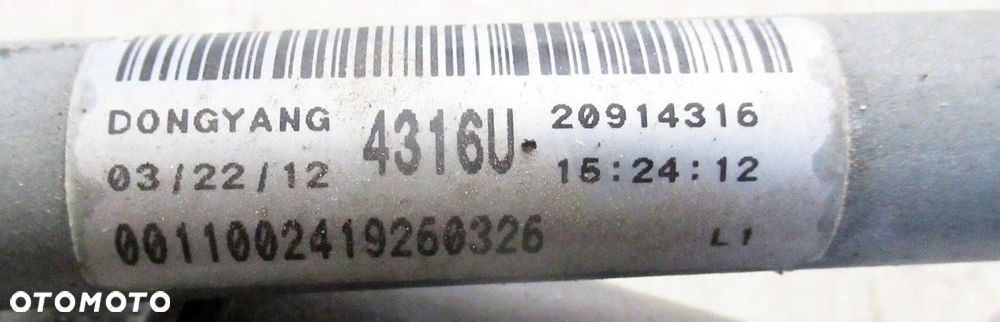 DONGYANG 4316U 20914316
03/22/12 15:24:12
0011002419260326 L1
OTOMOTO